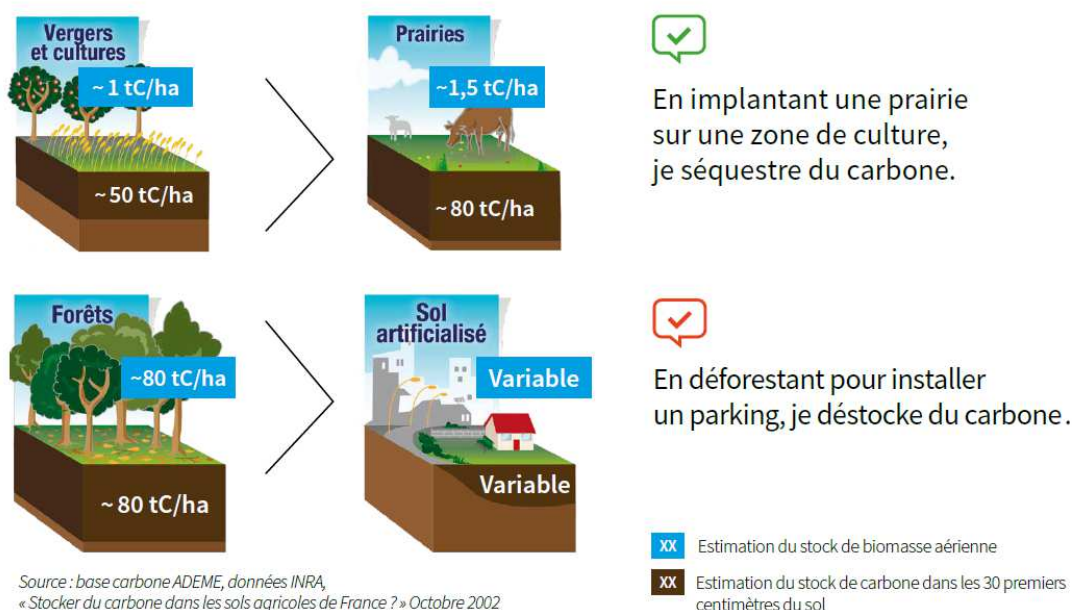 Vergers
et cultures
~ 1 tC/ha
~ 50 tC/ha
Prairies
~1,5 tC/ha
~ 80 tC/ha
En implantant une prairie
sur une zone de culture,
je séquestre du carbone.
Forêts
~80 tC/ha
~ 80 tC/ha
Sol
artificialisé
Variable
Variable
En déforestant pour installer
un parking, je déstocke du carbone.
XX Estimation du stock de biomasse aérienne
XX Estimation du stock de carbone dans les 30 premiers
centimètres du sol
Source : base carbone ADEME, données INRA,
« Stocker du carbone dans les sols agricoles de France ? » Octobre 2002